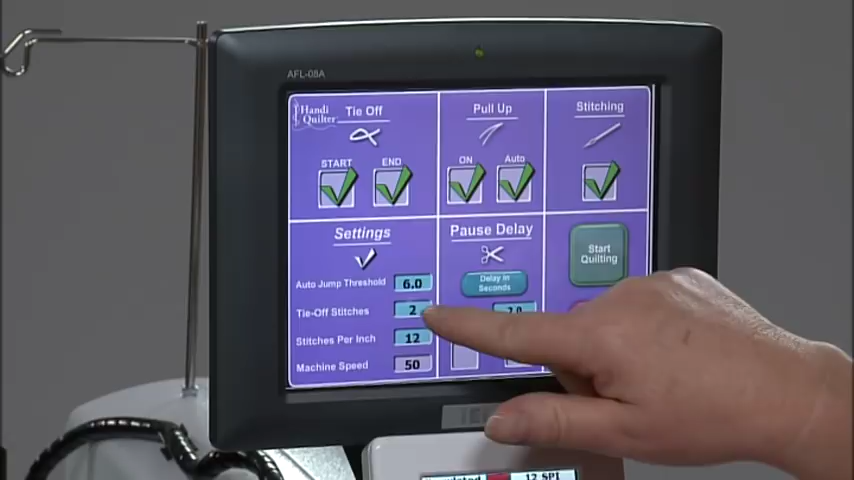 AFL-08A
Handi
Quilter
Tie Off
START
END
Pull Up
ON
Auto
Stitching
Settings
Auto Jump Threshold 6.0
Tie-Off Stitches 2
Stitches Per Inch 12
Machine Speed 50
Pause Delay
Delay in
Seconds
2.0
Start
Quilting
12 SPI